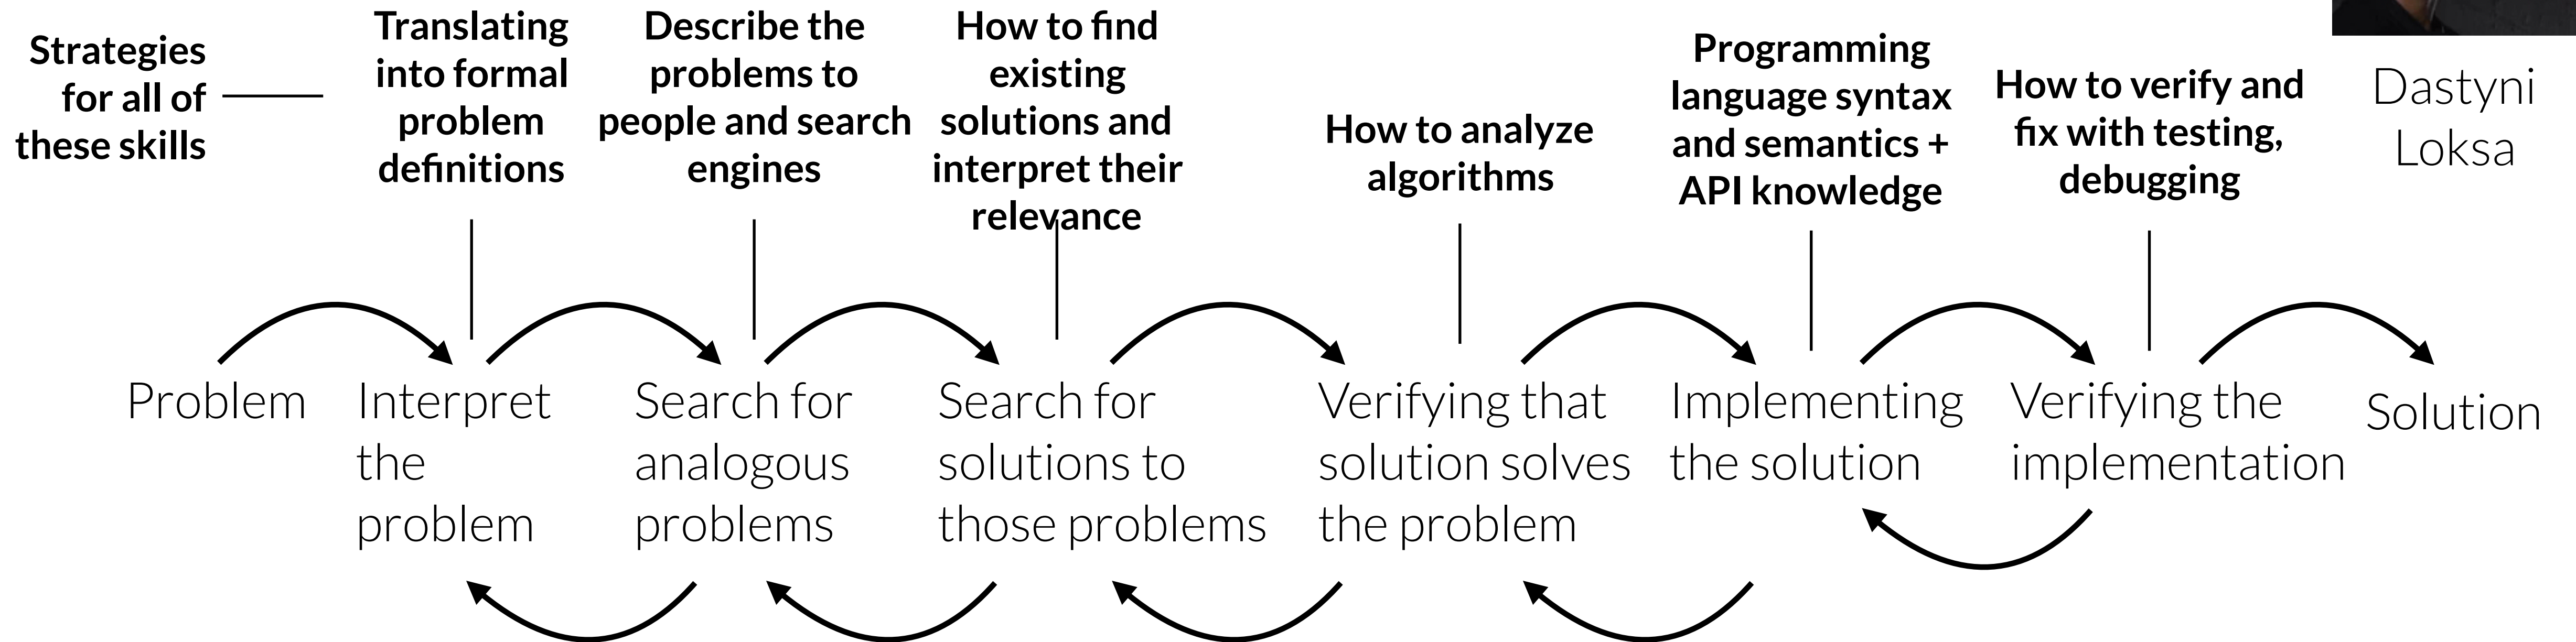 Strategies
for all of
these skills
Translating
into formal
problem
definitions
Describe the
problems to
people and search
engines
How to find
existing
solutions and
interpret their
relevance
How to analyze
algorithms
Programming
language syntax
and semantics +
API knowledge
How to verify and
fix with testing,
debugging
Dastyni
Loksa
Problem
Interpret
the
problem
Search for
analogous
problems
Search for
solutions to
those problems
Verifying that
solution solves
the problem
Implementing
the solution
Verifying the
implementation
Solution